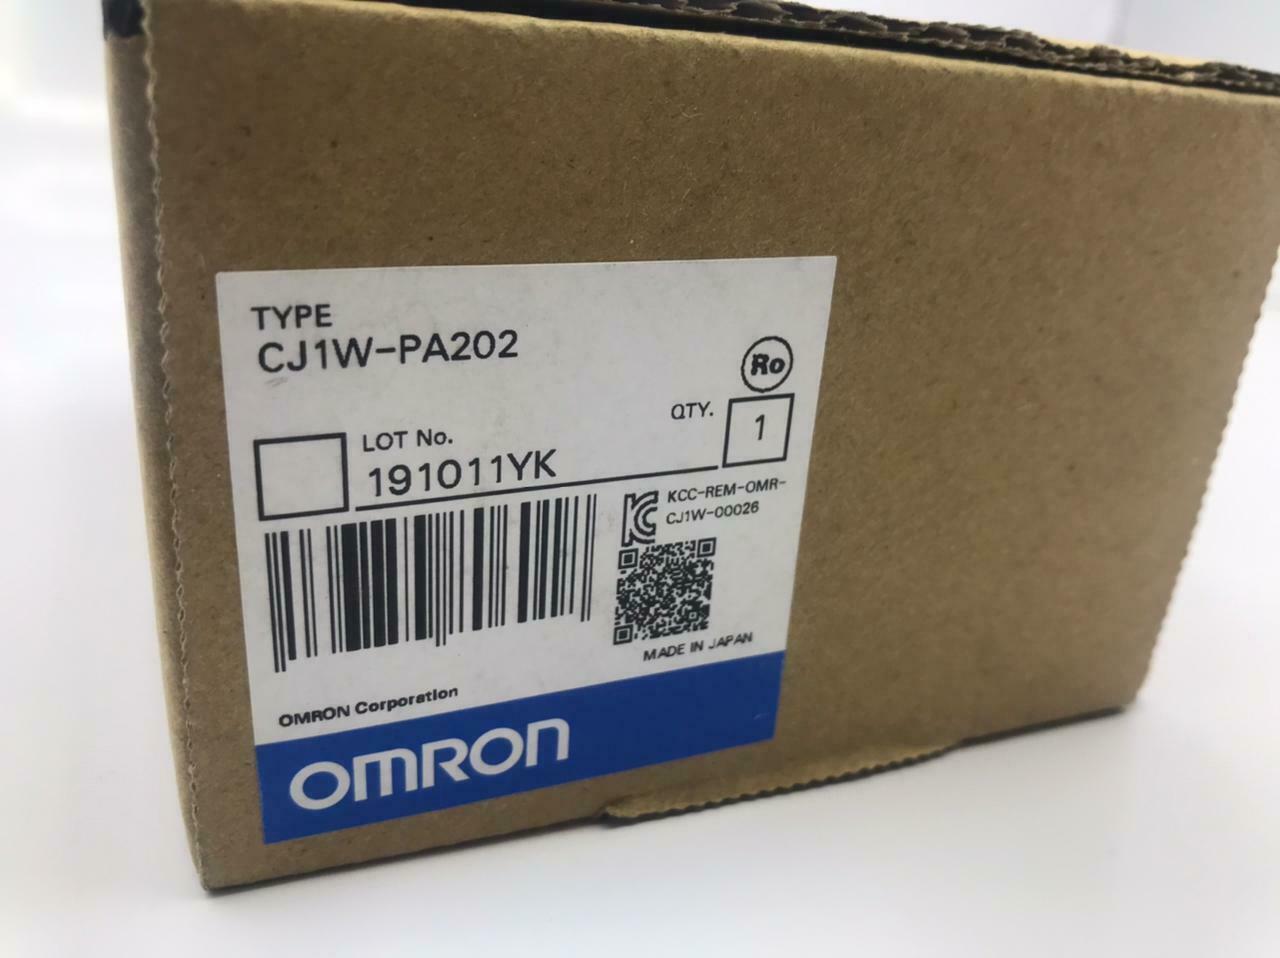 TYPE
CJ1W-PA202
Ro
QTY.
1
LOT No.
191011YK
KCC-REM-OMR-
CJ1W-00026
MADE IN JAPAN
OMRON Corporation
OMRON